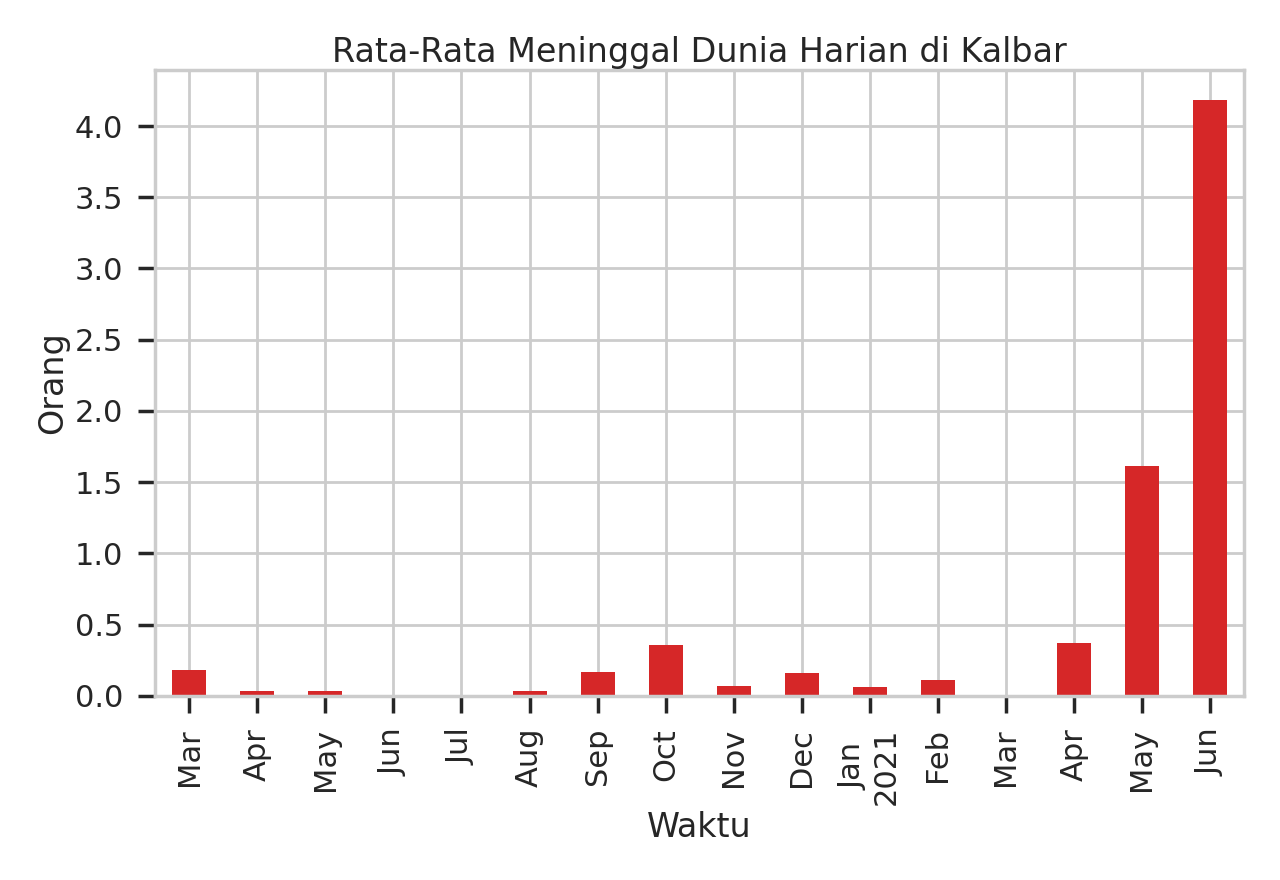 Rata-Rata Meninggal Dunia Harian di Kalbar
Orang
4.0
3.5
3.0
2.5
2.0
1.5
1.0
0.5
0.0
Mar
Apr
May
Jun
Jul
Aug
Sep
Oct
Nov
Dec
Jan
2021
Feb
Mar
Apr
May
Jun
Waktu